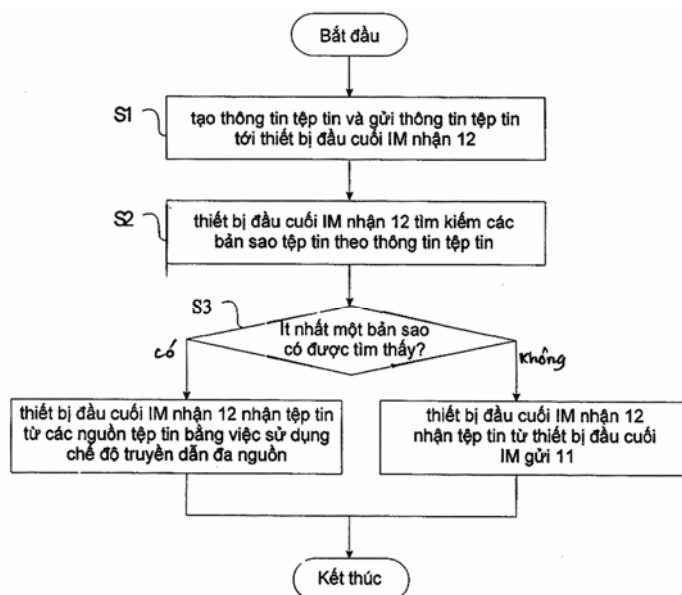 Bắt đầu
S1
tạo thông tin tệp tin và gửi thông tin tệp tin
tới thiết bị đầu cuối IM nhận 12
S2
thiết bị đầu cuối IM nhận 12 tìm kiếm các
bản sao tệp tin theo thông tin tệp tin
S3
Ít nhất một bản sao
có được tìm thấy?
có
Không
thiết bị đầu cuối IM nhận 12 nhận tệp tin
từ các nguồn tệp tin bằng việc sử dụng
chế độ truyền dẫn đa nguồn
thiết bị đầu cuối IM nhận 12
nhận tệp tin từ thiết bị đầu cuối
IM gửi 11
Kết thúc